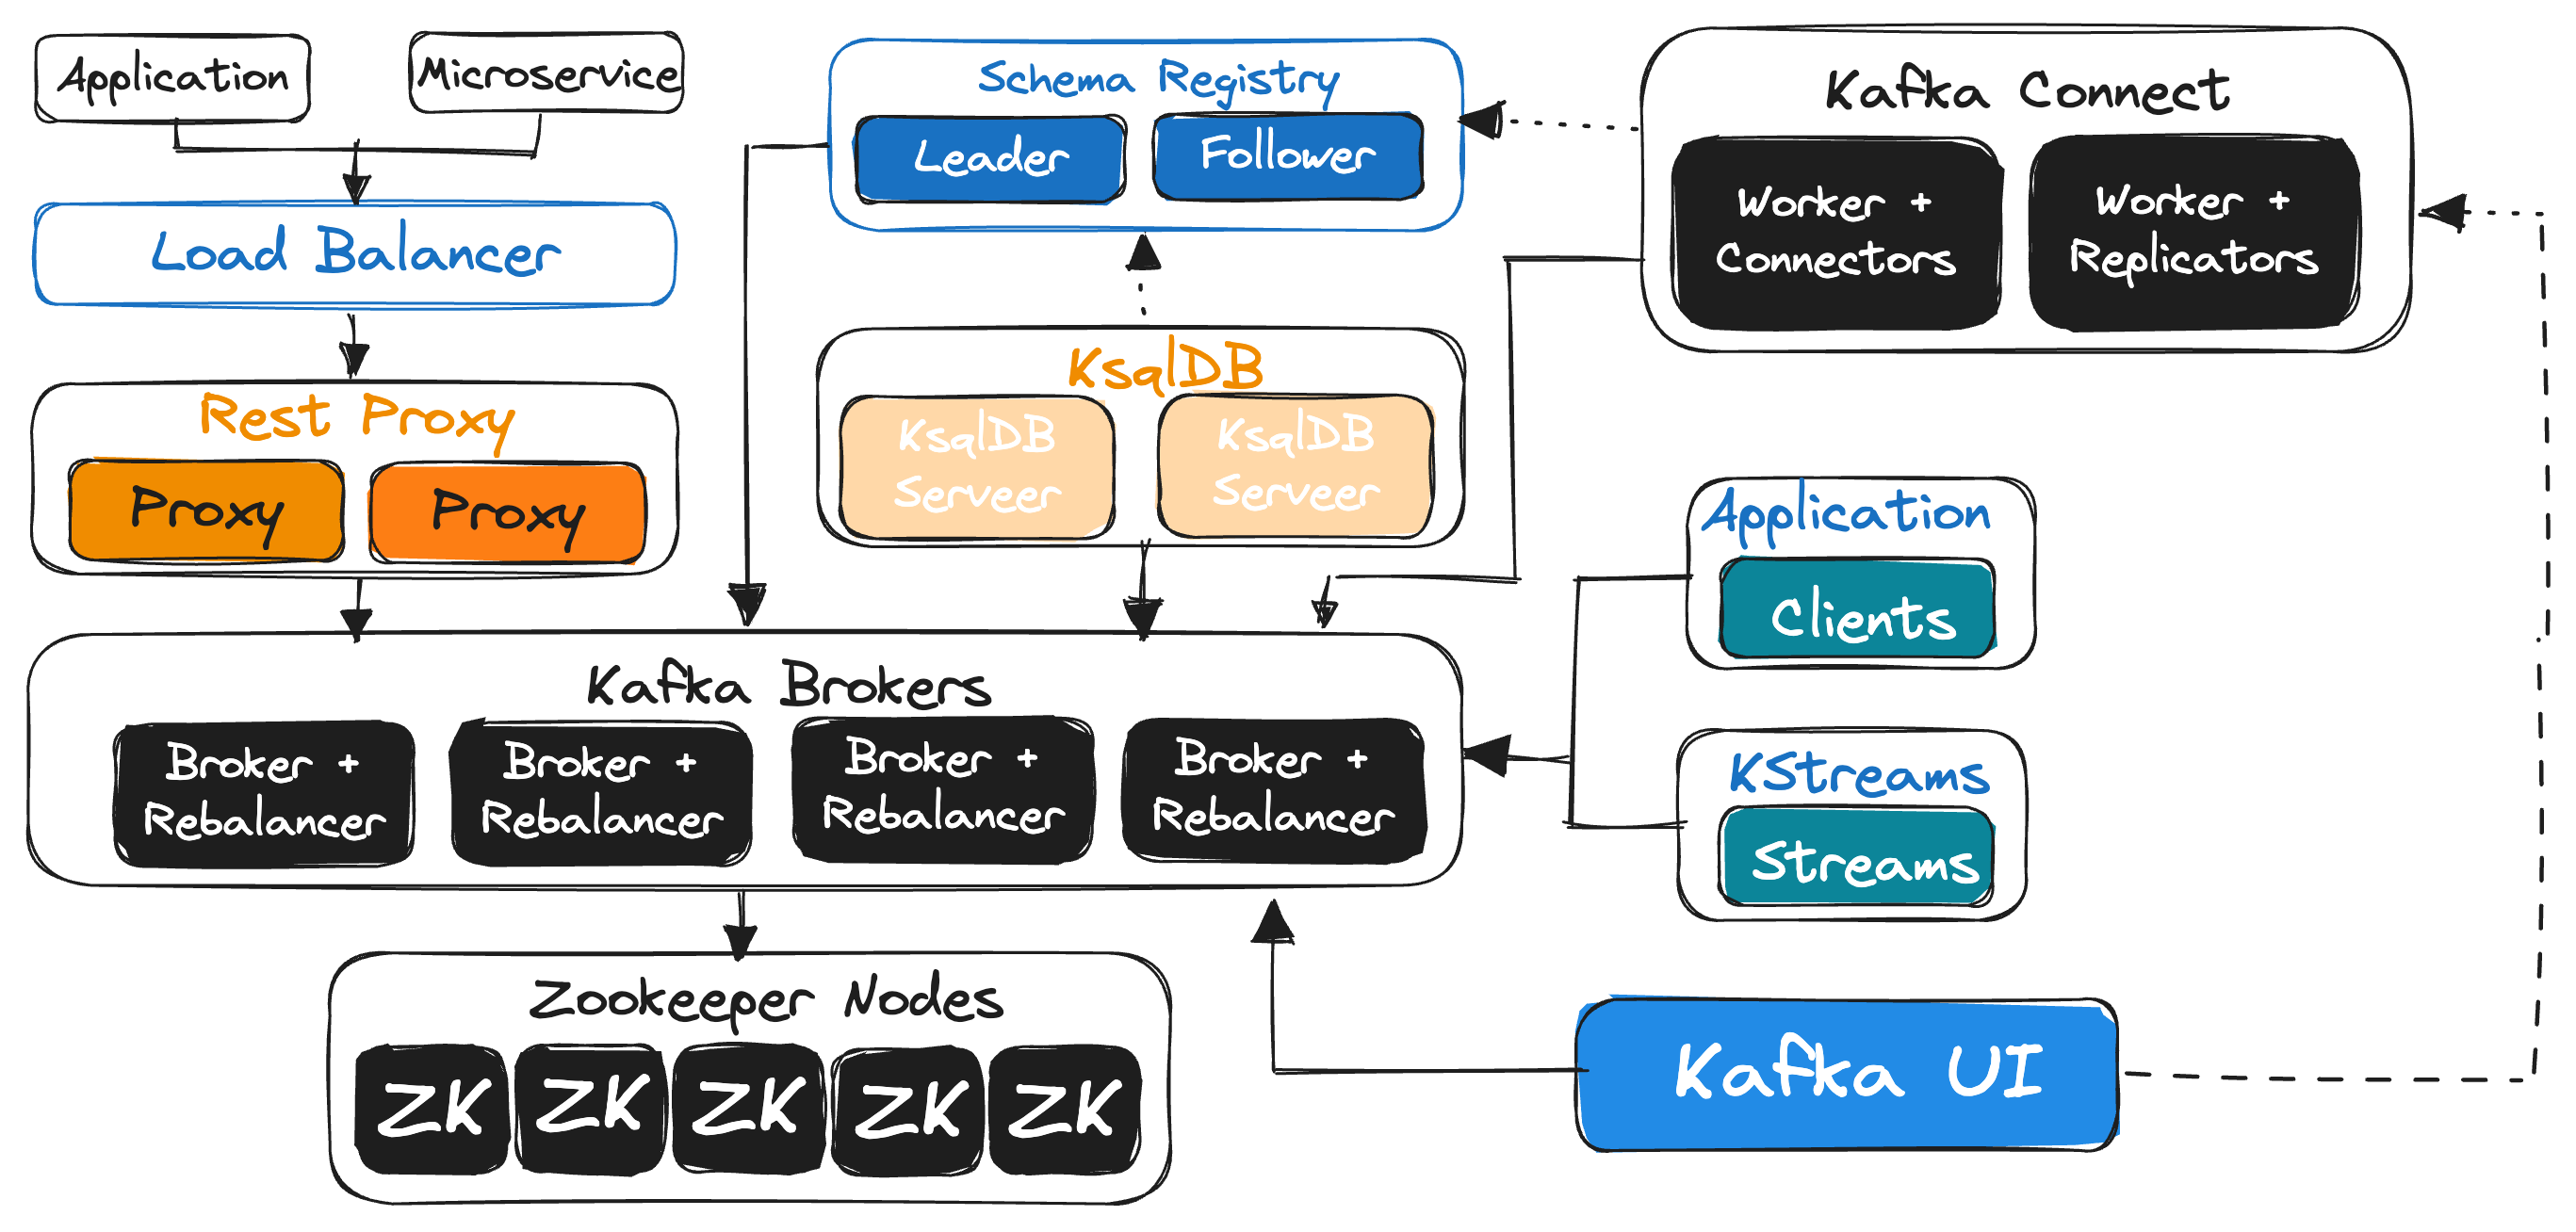 Application
Microservice
Load Balancer
Rest Proxy
Proxy
Proxy
Schema Registry
Leader
Follower
KsqlDB
KsqlDB
Serveer
KsqlDB
Serveer
Kafka Connect
Worker +
Connectors
Worker +
Replicators
Application
Clients
KStreams
Streams
Kafka Brokers
Broker +
Rebalancer
Broker +
Rebalancer
Broker +
Rebalancer
Broker +
Rebalancer
Zookeeper Nodes
ZK
ZK
ZK
ZK
ZK
Kafka UI